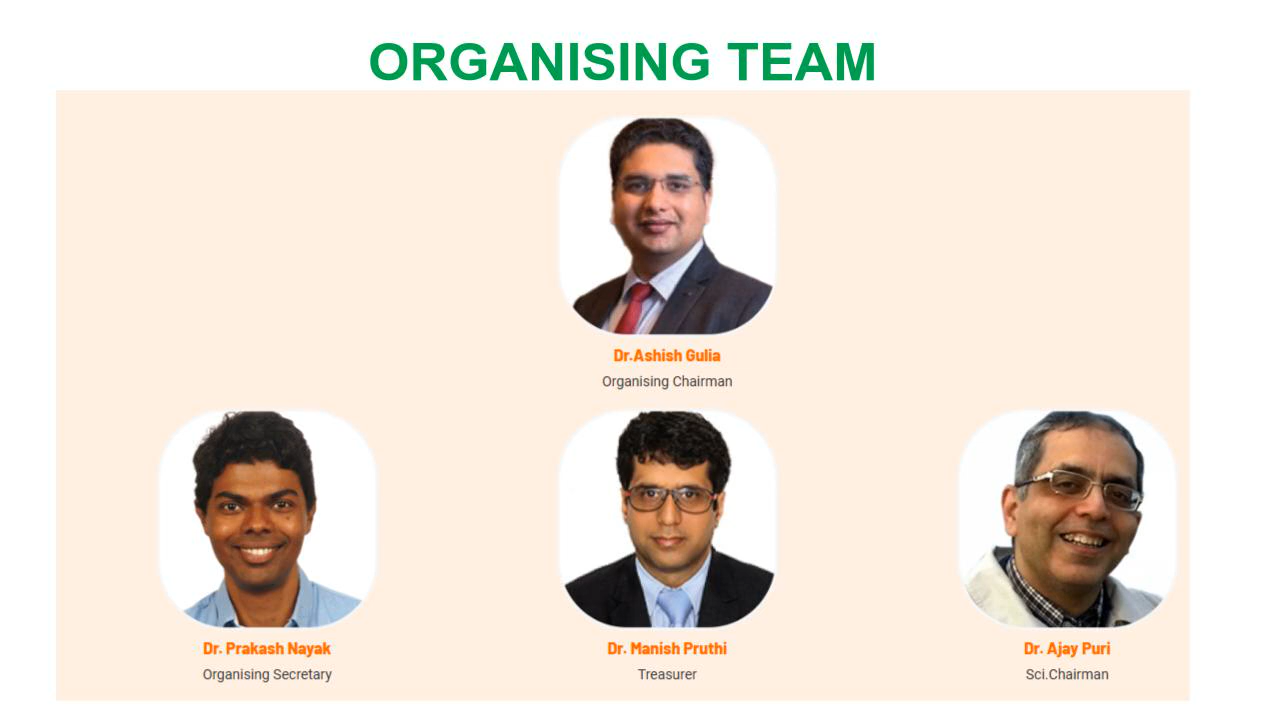 ORGANISING TEAM
Dr.Ashish Gulia
Organising Chairman
Dr. Prakash Nayak
Organising Secretary
Dr. Manish Pruthi
Treasurer
Dr. Ajay Puri
Sci.Chairman